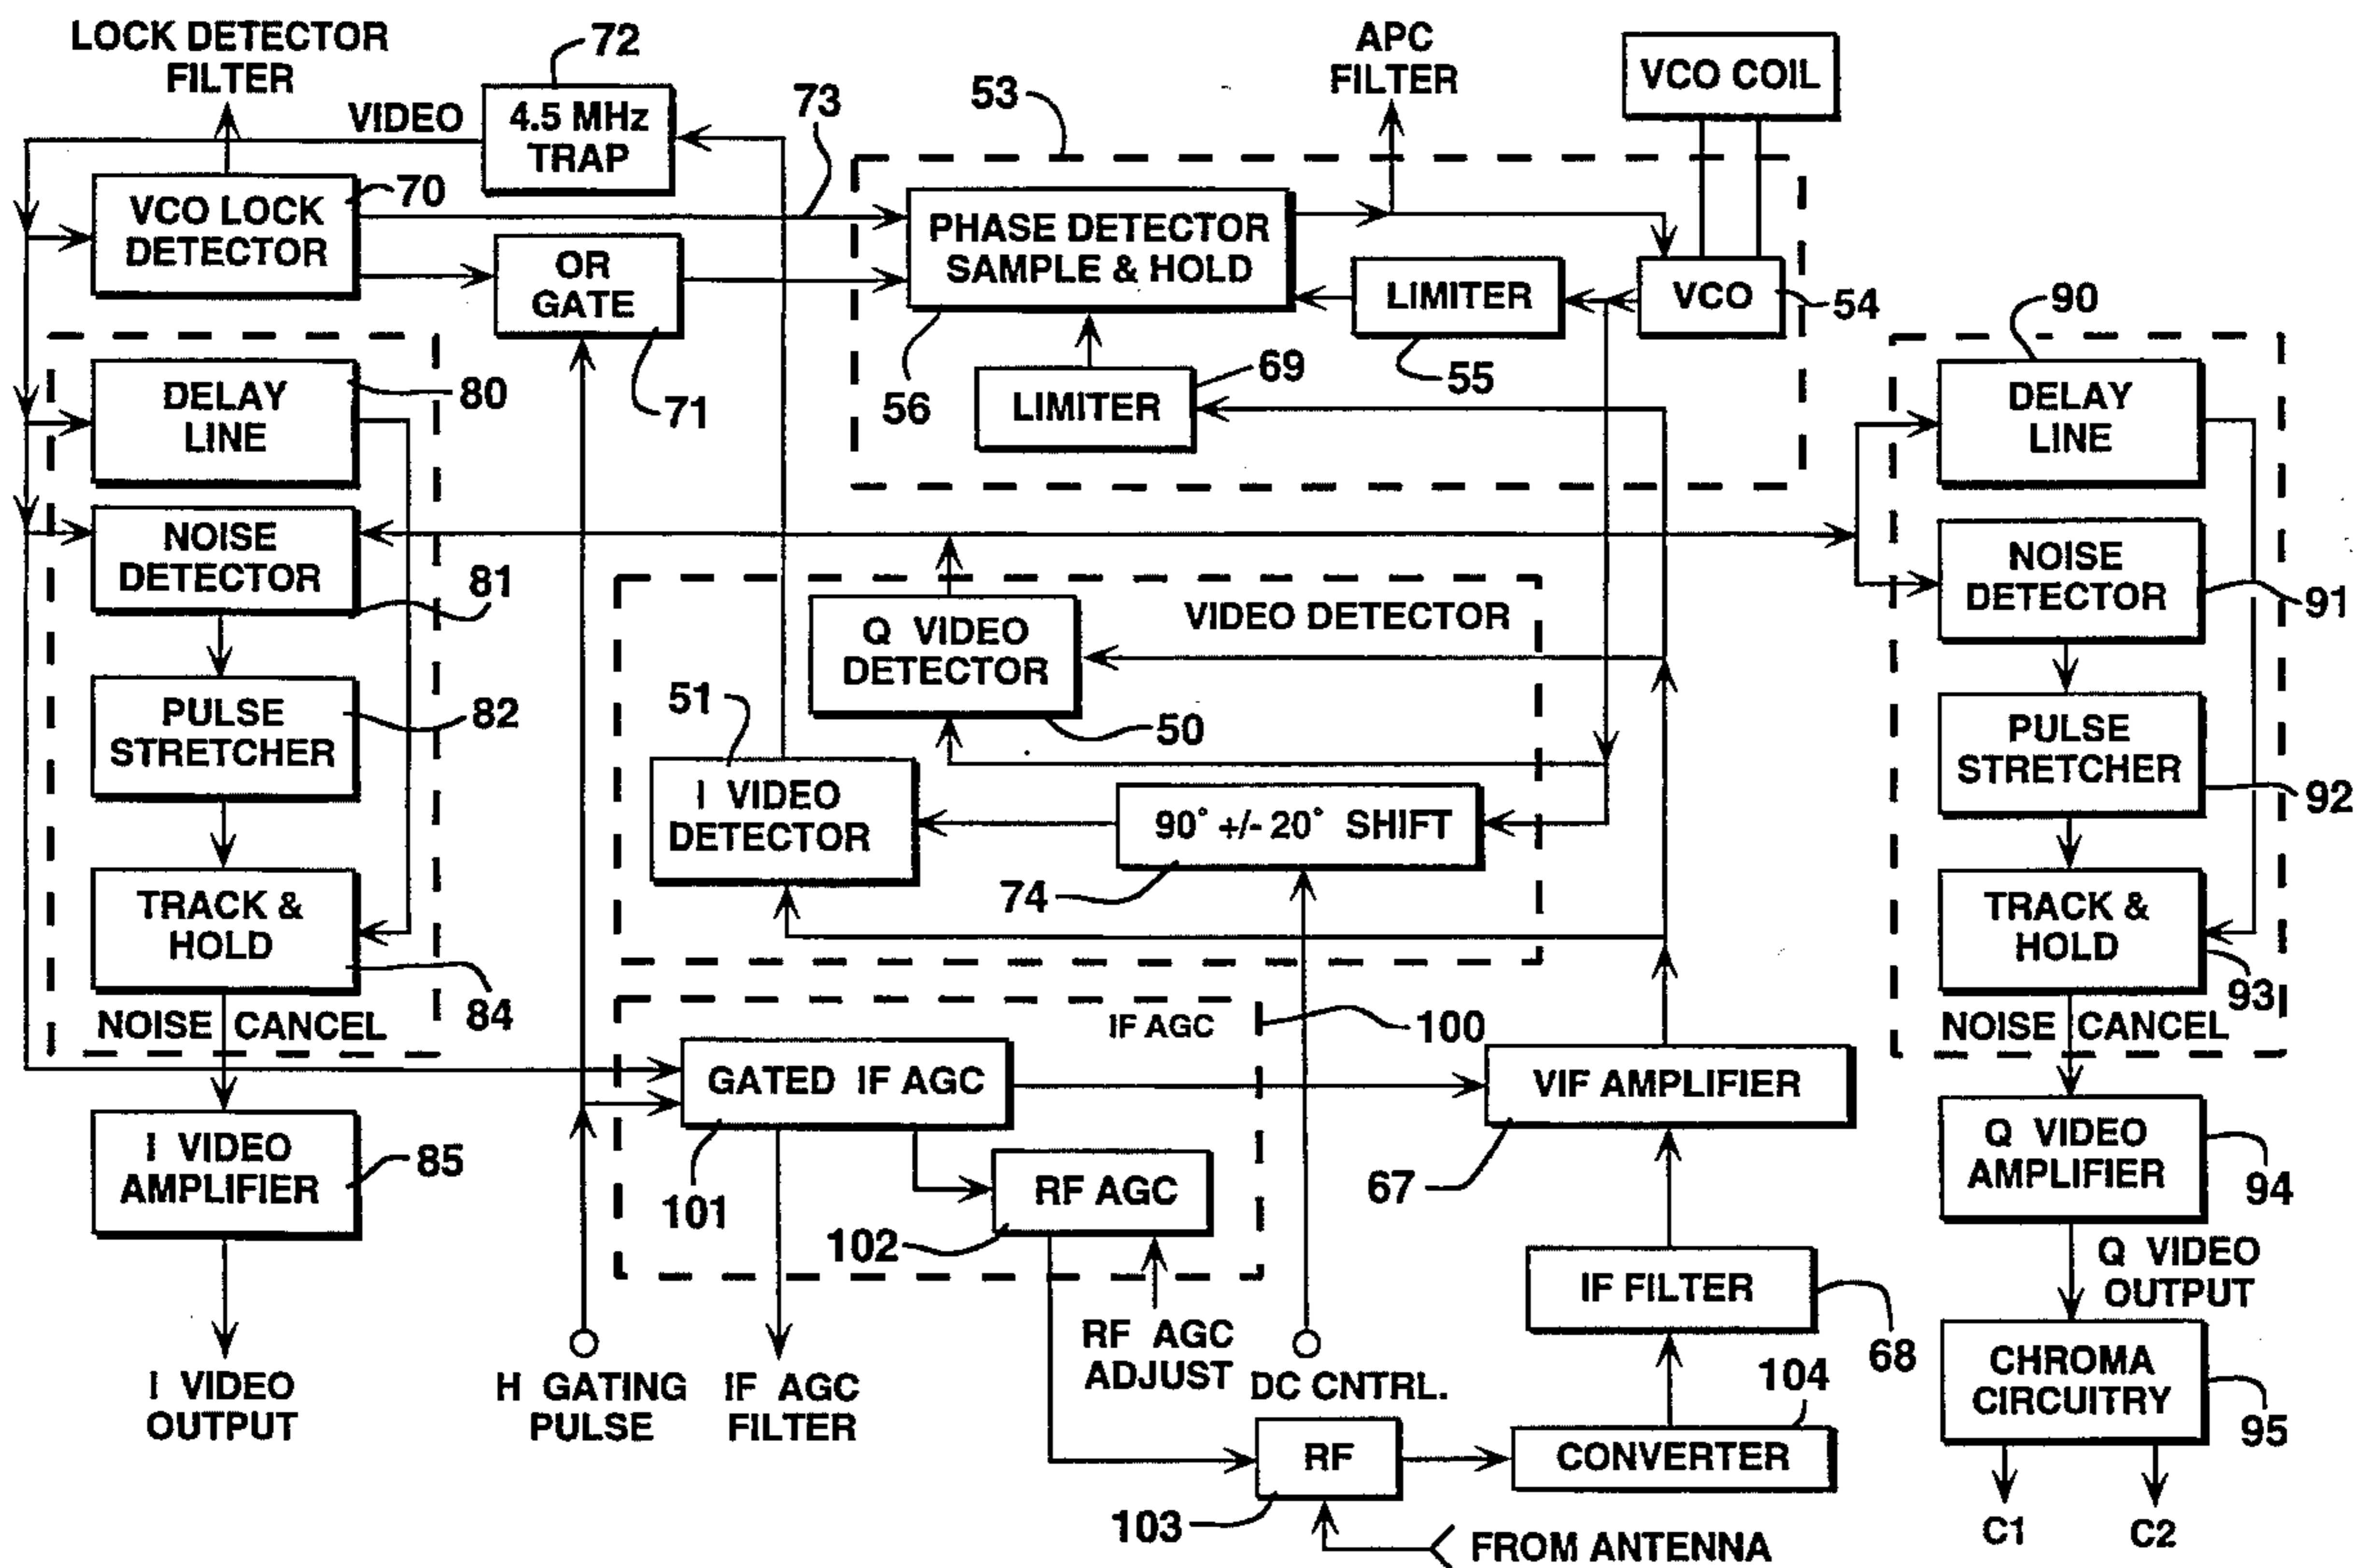 LOCK DETECTOR
FILTER
72
VIDEO
4.5 MHz
TRAP
73
53
APC
FILTER
VCO COIL
VCO LOCK
DETECTOR
70
OR
GATE
71
PHASE DETECTOR
SAMPLE & HOLD
56
LIMITER
55
VCO
54
LIMITER
69
DELAY
LINE
80
NOISE
DETECTOR
81
PULSE
STRETCHER
82
TRACK &
HOLD
84
NOISE CANCEL
I VIDEO
AMPLIFIER
85
I VIDEO
OUTPUT
VIDEO DETECTOR
Q VIDEO
DETECTOR
50
51
I VIDEO
DETECTOR
90° +/- 20° SHIFT
74
IF AGC
100
GATED IF AGC
101
RF AGC
102
VIF AMPLIFIER
67
IF FILTER
68
H GATING
PULSE
IF AGC
FILTER
RF AGC
ADJUST
DC CNTRL.
RF
103
104
CONVERTER
FROM ANTENNA
90
DELAY
LINE
NOISE
DETECTOR
91
PULSE
STRETCHER
92
TRACK &
HOLD
93
NOISE CANCEL
Q VIDEO
AMPLIFIER
94
Q VIDEO
OUTPUT
CHROMA
CIRCUITRY
95
C1
C2